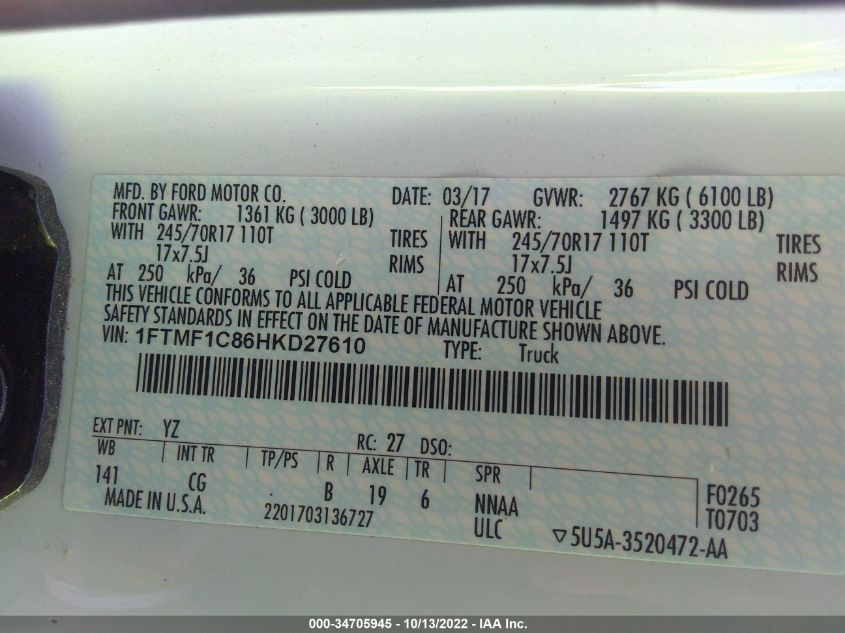 MFD. BY FORD MOTOR CO. DATE: 03/17 GVWR: 2767 KG ( 6100 LB)
FRONT GAWR: 1361 KG ( 3000 LB) REAR GAWR: 1497 KG ( 3300 LB)
WITH 245/70R17 110T TIRES WITH 245/70R17 110T TIRES
17x7.5J RIMS 17x7.5J RIMS
AT 250 kPa/ 36 PSI COLD AT 250 kPa/ 36 PSI COLD
THIS VEHICLE CONFORMS TO ALL APPLICABLE FEDERAL MOTOR VEHICLE
SAFETY STANDARDS IN EFFECT ON THE DATE OF MANUFACTURE SHOWN ABOVE.
VIN: 1FTMF1C86HKD27610 TYPE: Truck
EXT PNT: YZ RC: 27 DSO:
WB INT TR TP/PS R AXLE TR SPR
141 CG B 19 6 NNAA F0265
MADE IN U.S.A. 2201703136727 ULC T0703
▽5U5A-3520472-AA
000-34705945 - 10/13/2022 - IAA Inc.